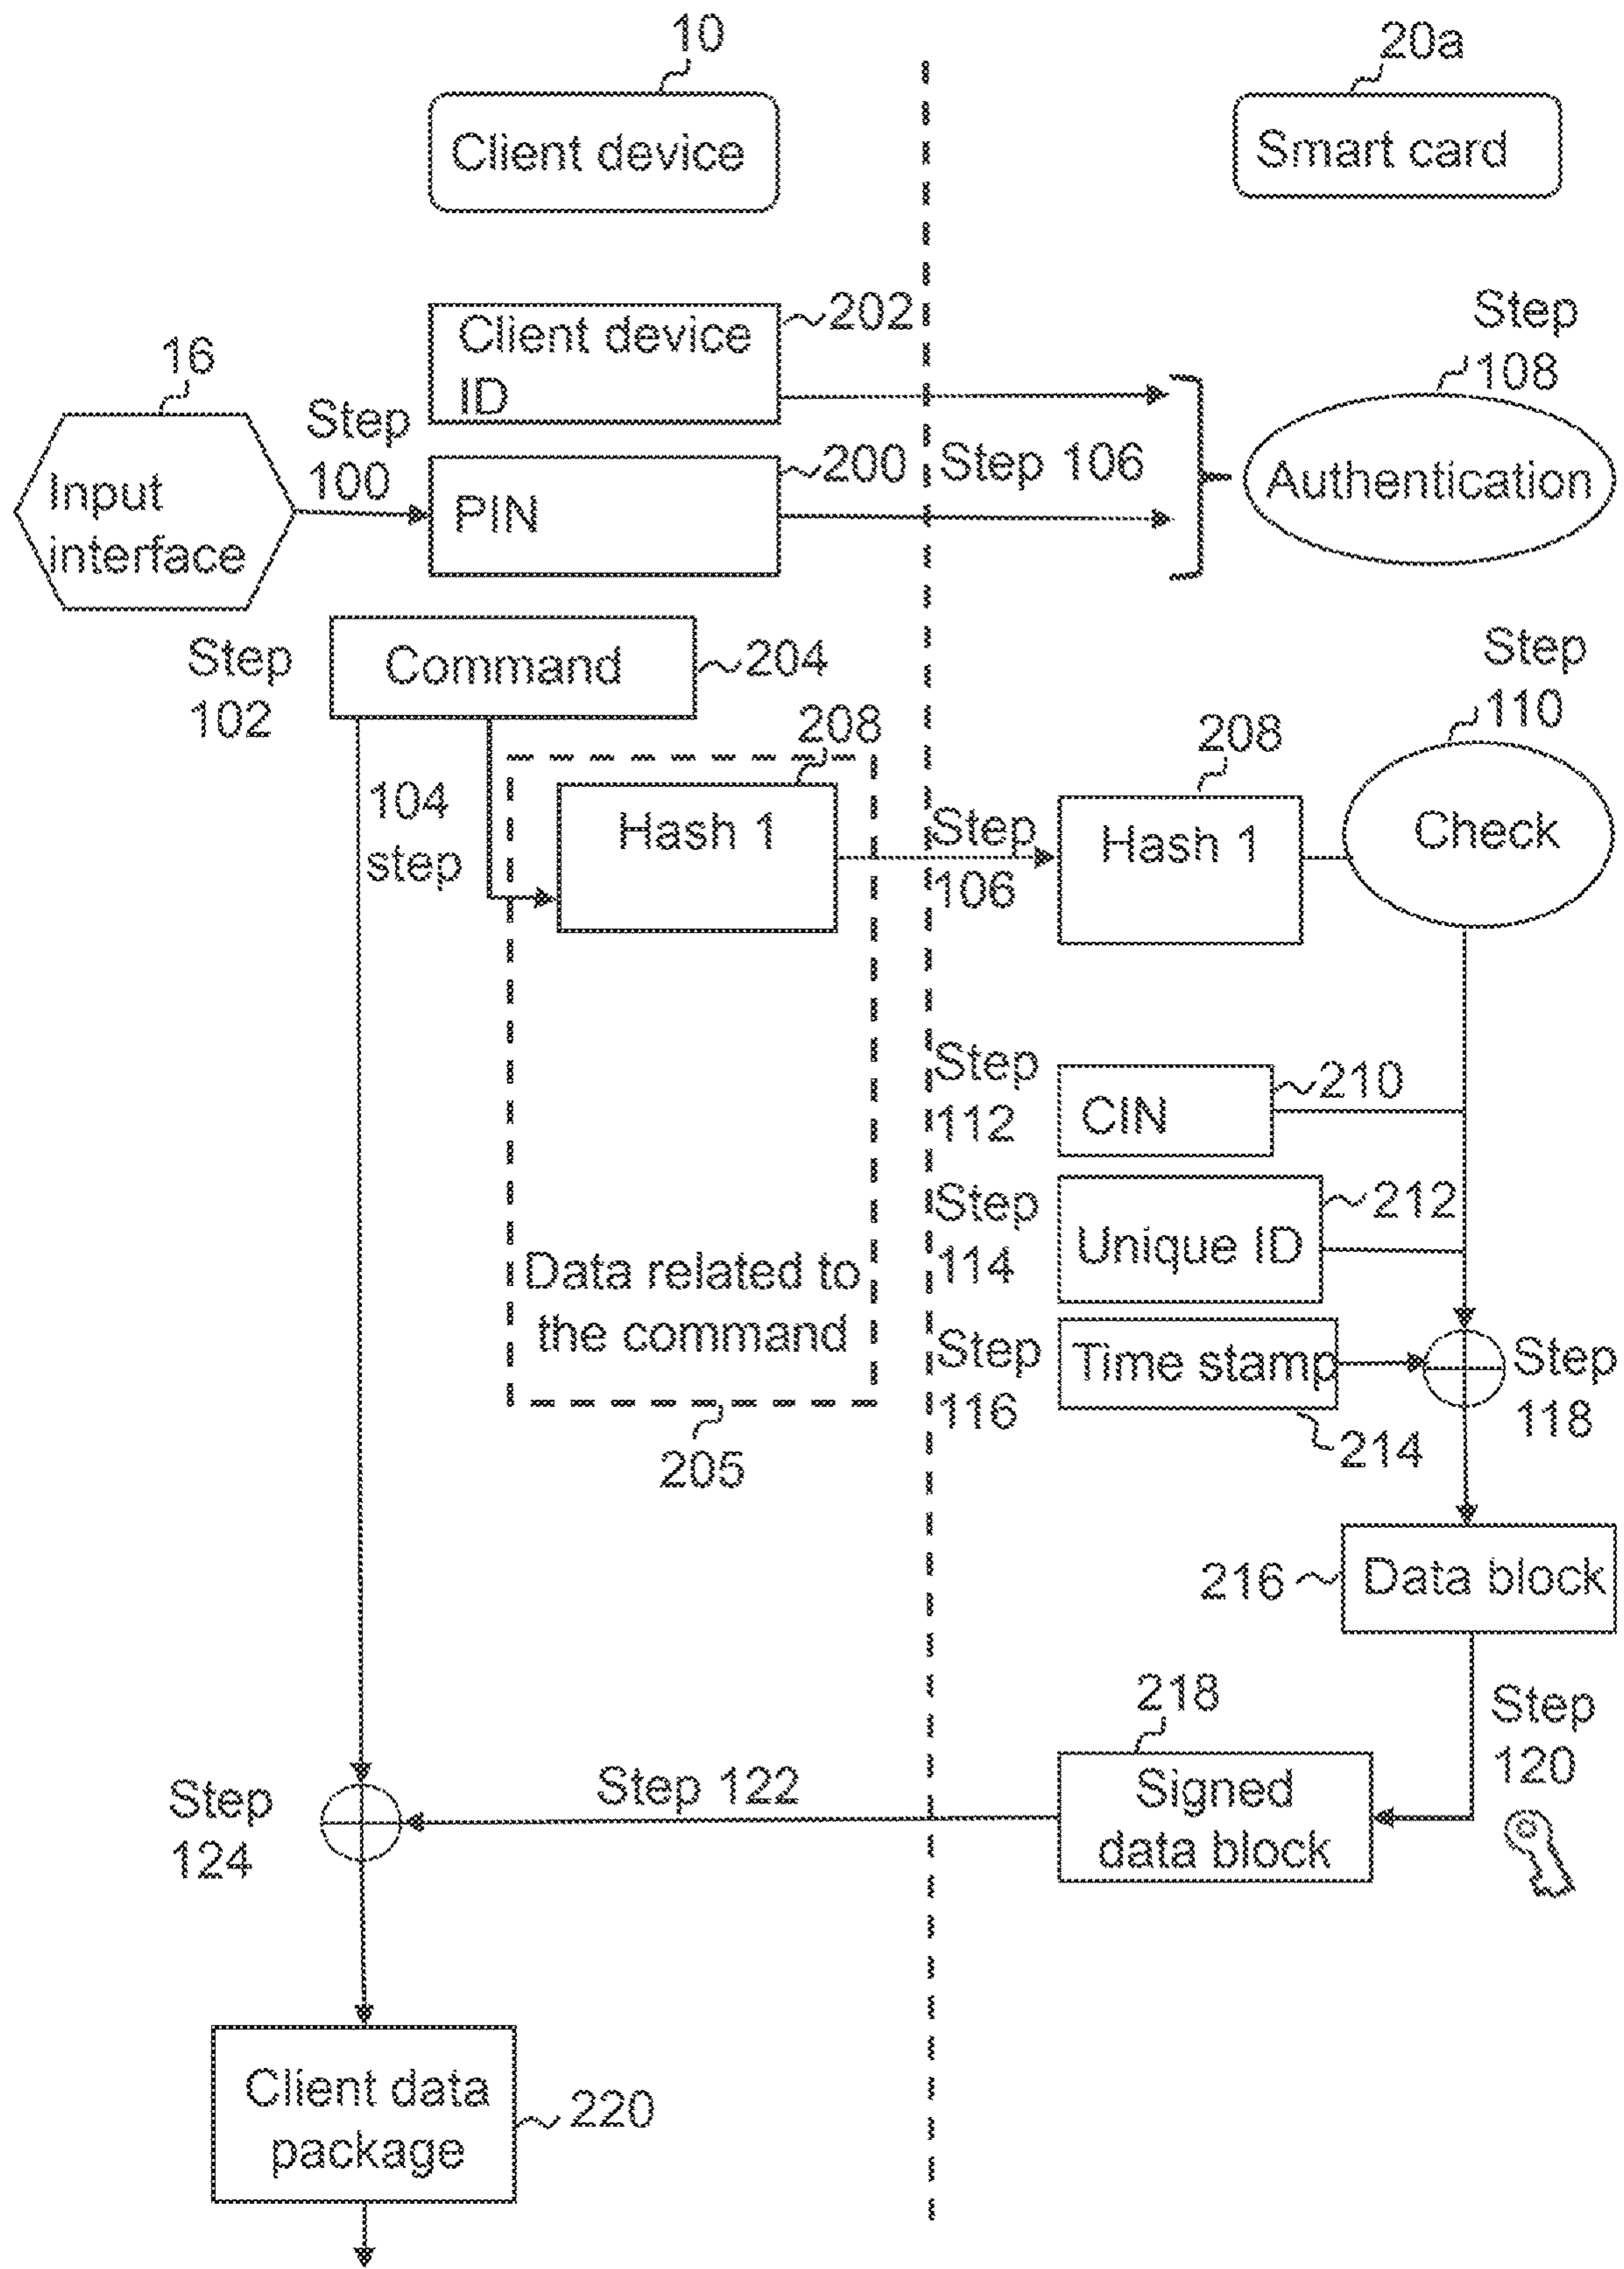 10
20a
Client device
Smart card
202
Step
108
Client device
ID
16
Step
100
200
Step 106
Input
interface
PIN
Authentication
Step
102
Command
204
Step
110
208
208
104
step
Hash 1
Step
106
Hash 1
Check
Step
112
CIN
210
Step
114
Unique ID
212
Data related to
the command
205
Step
116
Time stamp
214
Step
118
216
Data block
218
Step
120
Step
124
Step 122
Signed
data block
Client data
package
220